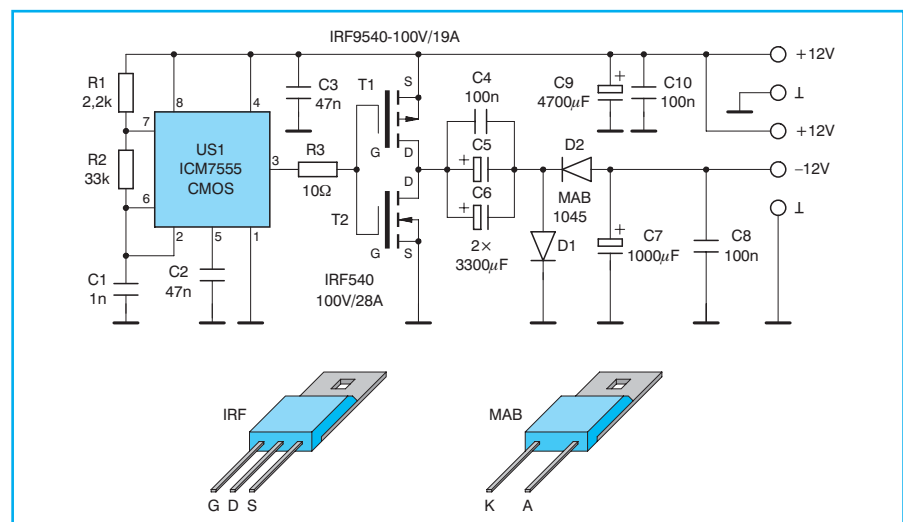 IRF9540-100V/19A
R1
2,2k
R2
33k
C1
1n
7
6
8
4
US1
ICM7555
CMOS
3
2
5
1
C2
47n
C3
47n
R3
10Ω
T1
S
G
D
T2
D
G
S
IRF540
100V/28A
C4
100n
+
C5
+
C6
2×
3300µF
D2
MAB
1045
D1
C9
4700µF
+
C10
100n
+
C7
1000µF
C8
100n
+12V
⊥
+12V
−12V
⊥
IRF
G D S
MAB
K A